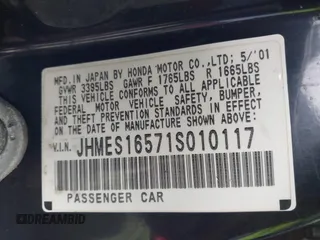 MFD. IN JAPAN BY HONDA MOTOR CO.,LTD; 5/'01
GVWR 3395LBS GAWR F 1765LBS R 1665LBS
THIS VEHICLE CONFORMS TO ALL APPLICABLE
FEDERAL MOTOR VEHICLE SAFETY, BUMPER,
AND THEFT PREVENTION STANDARDS IN EFFECT
ON THE DATE OF MANUFACTURE SHOWN ABOVE.
V.I.N. JHMES16571S010117
PASSENGER CAR
DREAMBID